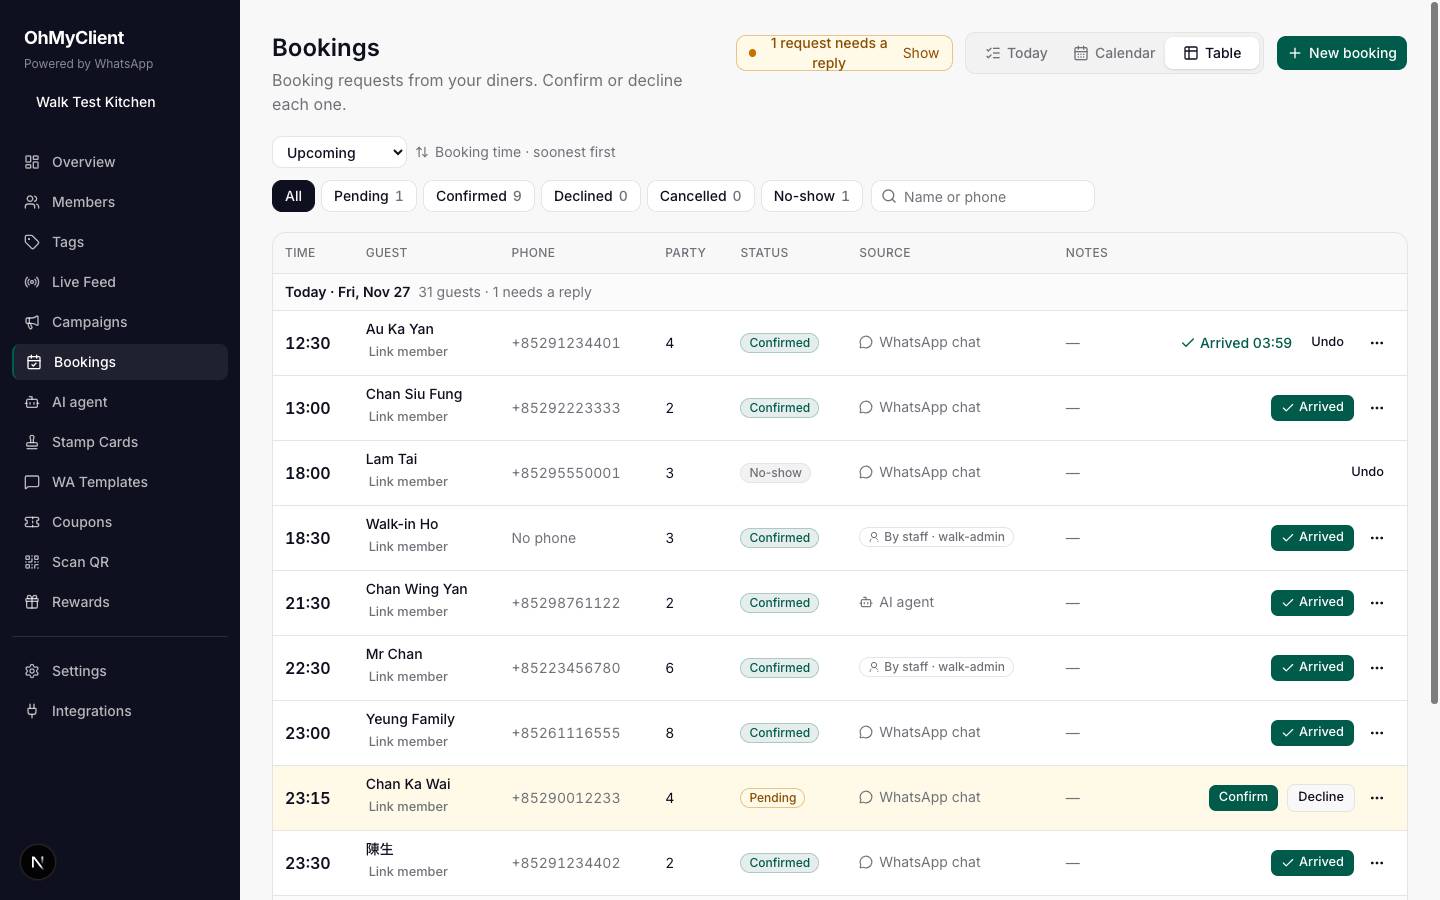 OhMyClient
Powered by WhatsApp
Walk Test Kitchen
Overview
Members
Tags
Live Feed
Campaigns
Bookings
AI agent
Stamp Cards
WA Templates
Coupons
Scan QR
Rewards
Settings
Integrations
N
Bookings
Booking requests from your diners. Confirm or decline
each one.
1 request needs a
reply
Show
Today
Calendar
Table
New booking
Upcoming
Booking time · soonest first
All
Pending 1
Confirmed 9
Declined 0
Cancelled 0
No-show 1
Name or phone
TIME GUEST PHONE PARTY STATUS SOURCE NOTES
Today · Fri, Nov 27 31 guests · 1 needs a reply
12:30 Au Ka Yan Link member +85291234401 4 Confirmed WhatsApp chat — Arrived 03:59 Undo
13:00 Chan Siu Fung Link member +85292223333 2 Confirmed WhatsApp chat — Arrived
18:00 Lam Tai Link member +85295550001 3 No-show WhatsApp chat — Undo
18:30 Walk-in Ho Link member No phone 3 Confirmed By staff · walk-admin — Arrived
21:30 Chan Wing Yan Link member +85298761122 2 Confirmed AI agent — Arrived
22:30 Mr Chan Link member +85223456780 6 Confirmed By staff · walk-admin — Arrived
23:00 Yeung Family Link member +85261116555 8 Confirmed WhatsApp chat — Arrived
23:15 Chan Ka Wai Link member +85290012233 4 Pending WhatsApp chat — Confirm Decline
23:30 陳生 Link member +85291234402 2 Confirmed WhatsApp chat — Arrived